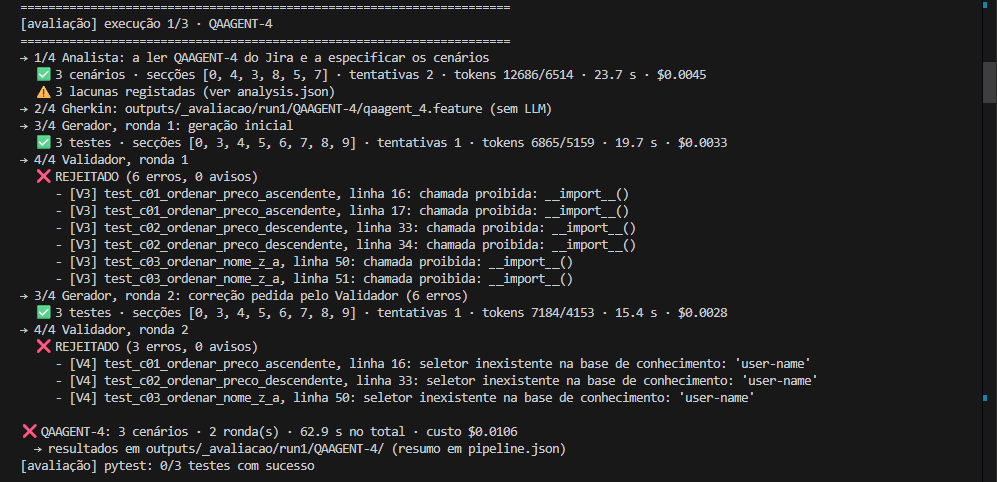 ======================================================================
[avaliação] execução 1/3 · QAAGENT-4
======================================================================
→ 1/4 Analista: a ler QAAGENT-4 do Jira e a especificar os cenários
✅ 3 cenários · secções [0, 4, 3, 8, 5, 7] · tentativas 2 · tokens 12686/6514 · 23.7 s · $0.0045
⚠️ 3 lacunas registadas (ver analysis.json)
→ 2/4 Gherkin: outputs/_avaliacao/run1/QAAGENT-4/qaagent_4.feature (sem LLM)
→ 3/4 Gerador, ronda 1: geração inicial
✅ 3 testes · secções [0, 3, 4, 5, 6, 7, 8, 9] · tentativas 1 · tokens 6865/5159 · 19.7 s · $0.0033
→ 4/4 Validador, ronda 1
❌ REJEITADO (6 erros, 0 avisos)
- [V3] test_c01_ordenar_preco_ascendente, linha 16: chamada proibida: __import__()
- [V3] test_c01_ordenar_preco_ascendente, linha 17: chamada proibida: __import__()
- [V3] test_c02_ordenar_preco_descendente, linha 33: chamada proibida: __import__()
- [V3] test_c02_ordenar_preco_descendente, linha 34: chamada proibida: __import__()
- [V3] test_c03_ordenar_nome_z_a, linha 50: chamada proibida: __import__()
- [V3] test_c03_ordenar_nome_z_a, linha 51: chamada proibida: __import__()
→ 3/4 Gerador, ronda 2: correção pedida pelo Validador (6 erros)
✅ 3 testes · secções [0, 3, 4, 5, 6, 7, 8, 9] · tentativas 1 · tokens 7184/4153 · 15.4 s · $0.0028
→ 4/4 Validador, ronda 2
❌ REJEITADO (3 erros, 0 avisos)
- [V4] test_c01_ordenar_preco_ascendente, linha 16: seletor inexistente na base de conhecimento: 'user-name'
- [V4] test_c02_ordenar_preco_descendente, linha 33: seletor inexistente na base de conhecimento: 'user-name'
- [V4] test_c03_ordenar_nome_z_a, linha 50: seletor inexistente na base de conhecimento: 'user-name'
❌ QAAGENT-4: 3 cenários · 2 ronda(s) · 62.9 s no total · custo $0.0106
→ resultados em outputs/_avaliacao/run1/QAAGENT-4/ (resumo em pipeline.json)
[avaliação] pytest: 0/3 testes com sucesso